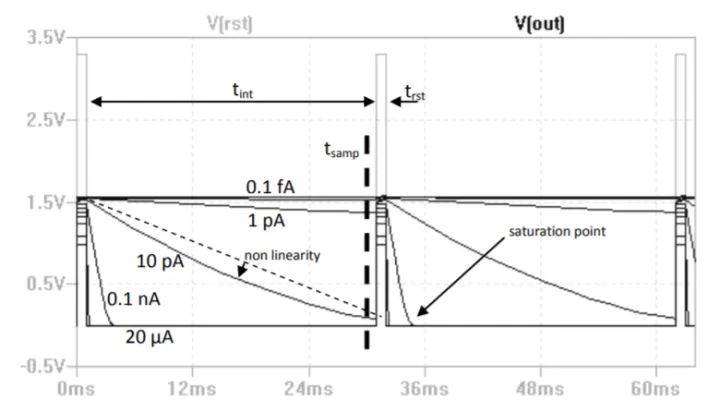 V(rst) V(out)
3.5V
2.5V
1.5V
0.5V
-0.5V
t_int
t_rst
t_samp
0.1 fA
1 pA
10 pA
non linearity
saturation point
0.1 nA
20 µA
0ms 12ms 24ms 36ms 48ms 60ms